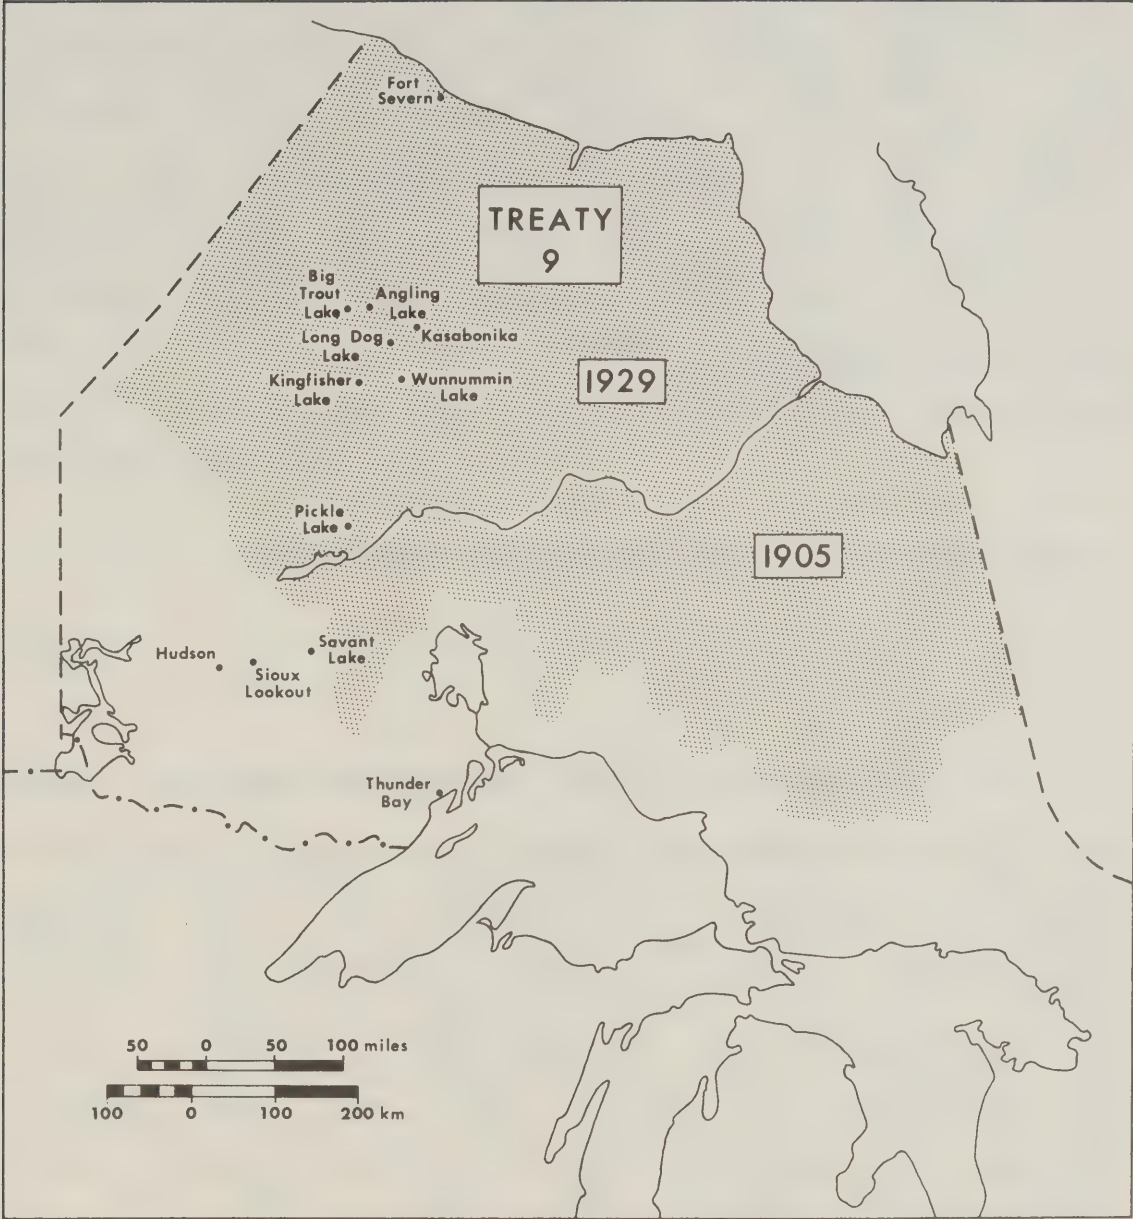 Fort
Severn
TREATY
9
Big
Trout
Lake
Angling
Lake
Long Dog
Lake
Kasabonika
Kingfisher
Lake
Wunnummin
Lake
1929
Pickle
Lake
1905
Hudson
Sioux
Lookout
Savant
Lake
Thunder
Bay
50 0 50 100 miles
100 0 100 200 km